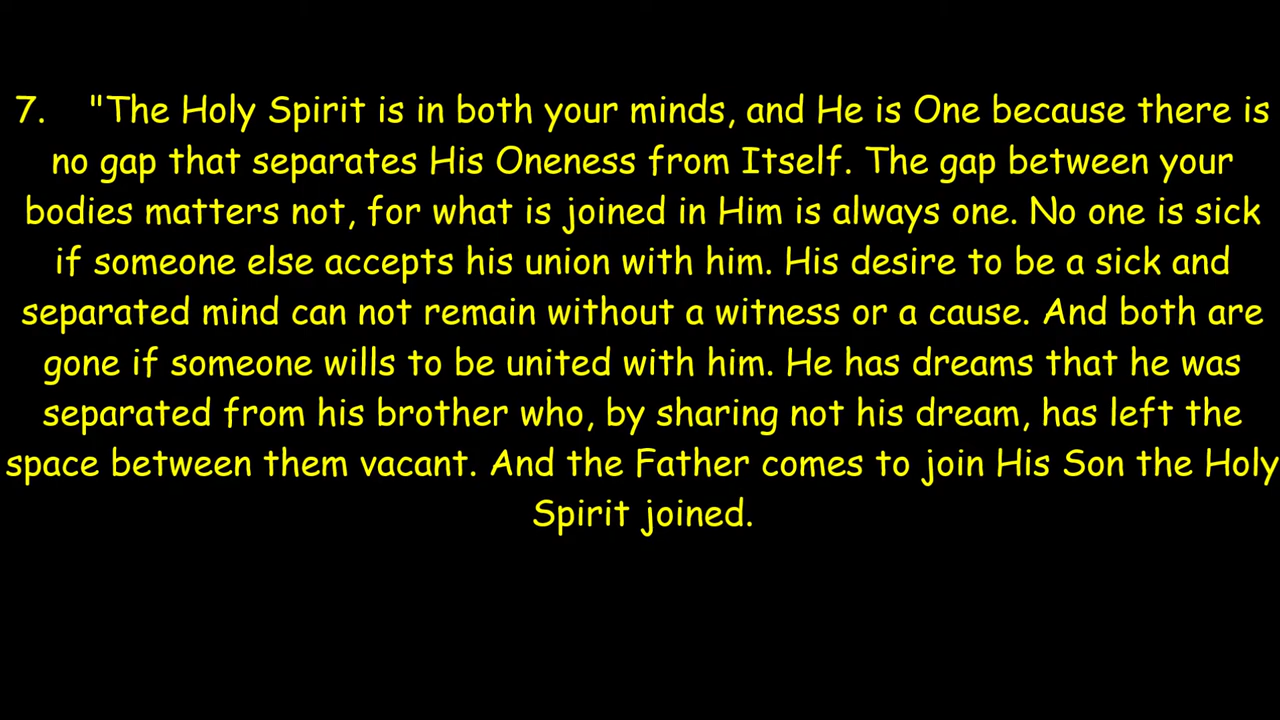 7. "The Holy Spirit is in both your minds, and He is One because there is
no gap that separates His Oneness from Itself. The gap between your
bodies matters not, for what is joined in Him is always one. No one is sick
if someone else accepts his union with him. His desire to be a sick and
separated mind can not remain without a witness or a cause. And both are
gone if someone wills to be united with him. He has dreams that he was
separated from his brother who, by sharing not his dream, has left the
space between them vacant. And the Father comes to join His Son the Holy
Spirit joined.